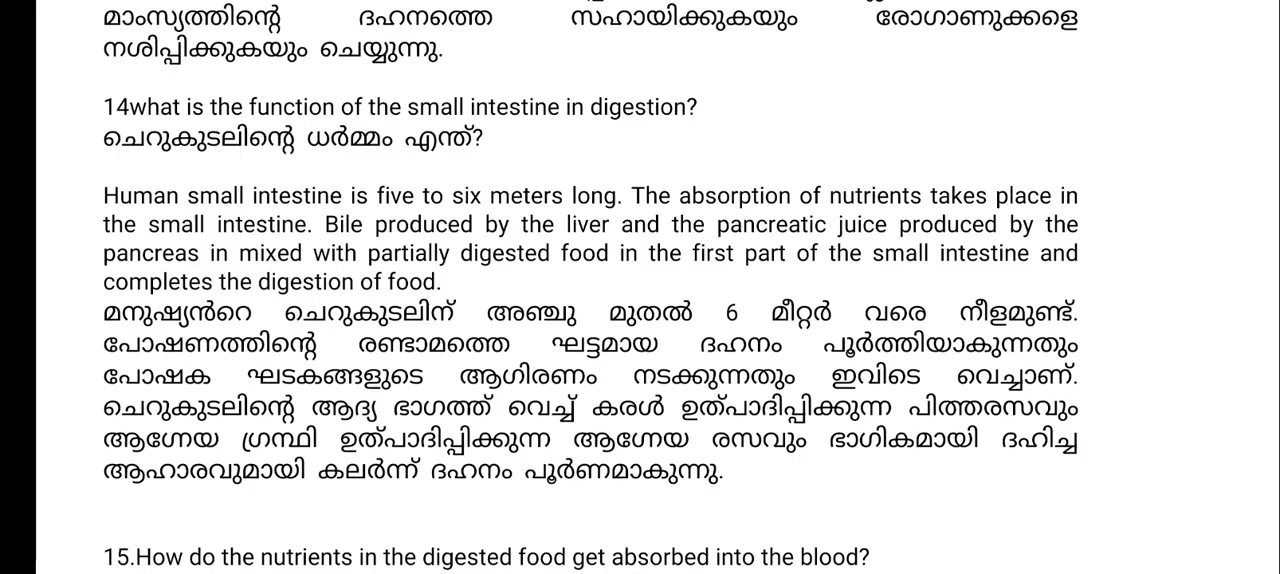 മാംസ്യത്തിന്റെ ദഹനത്തെ സഹായിക്കുകയും രോഗാണുക്കളെ
നശിപ്പിക്കുകയും ചെയ്യുന്നു.
14what is the function of the small intestine in digestion?
ചെറുകുടലിന്റെ ധർമ്മം എന്ത്?
Human small intestine is five to six meters long. The absorption of nutrients takes place in
the small intestine. Bile produced by the liver and the pancreatic juice produced by the
pancreas in mixed with partially digested food in the first part of the small intestine and
completes the digestion of food.
മനുഷ്യൻറെ ചെറുകുടലിന് അഞ്ചു മുതൽ 6 മീറ്റർ വരെ നീളമുണ്ട്.
പോഷണത്തിന്റെ രണ്ടാമത്തെ ഘട്ടമായ ദഹനം പൂർത്തിയാകുന്നതും
പോഷക ഘടകങ്ങളുടെ ആഗിരണം നടക്കുന്നതും ഇവിടെ വെച്ചാണ്.
ചെറുകുടലിന്റെ ആദ്യ ഭാഗത്ത് വെച്ച് കരൾ ഉത്പാദിപ്പിക്കുന്ന പിത്തരസവും
ആഗ്നേയ ഗ്രന്ഥി ഉത്പാദിപ്പിക്കുന്ന ആഗ്നേയ രസവും ഭാഗികമായി ദഹിച്ച
ആഹാരവുമായി കലർന്ന് ദഹനം പൂർണമാകുന്നു.
15.How do the nutrients in the digested food get absorbed into the blood?